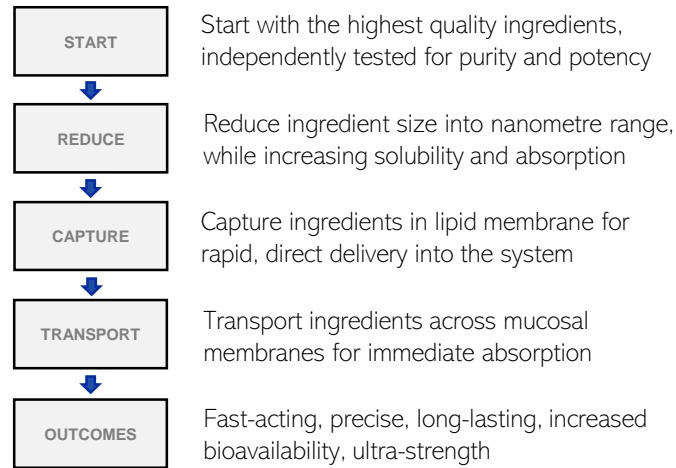 START
Start with the highest quality ingredients,
independently tested for purity and potency
REDUCE
Reduce ingredient size into nanometre range,
while increasing solubility and absorption
CAPTURE
Capture ingredients in lipid membrane for
rapid, direct delivery into the system
TRANSPORT
Transport ingredients across mucosal
membranes for immediate absorption
OUTCOMES
Fast-acting, precise, long-lasting, increased
bioavailability, ultra-strength